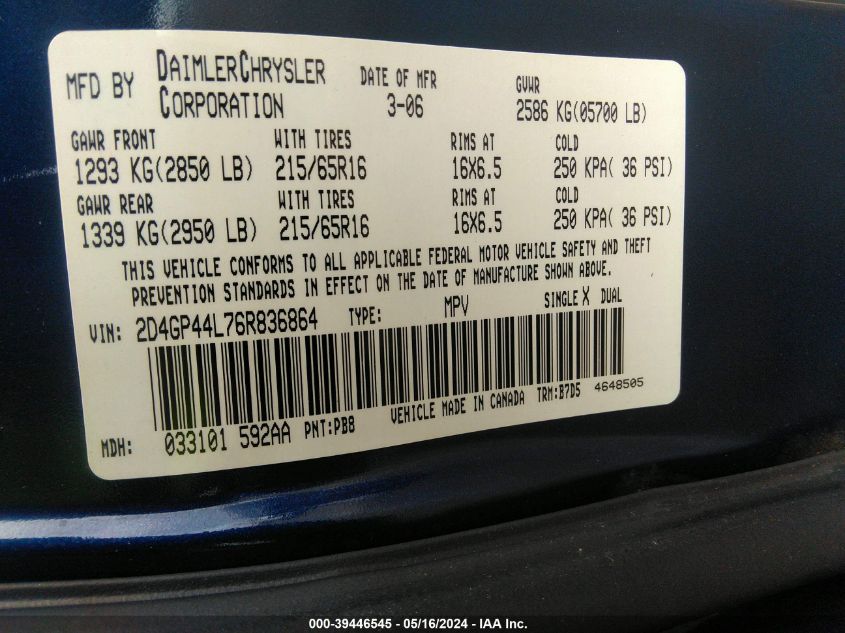 MFD BY DAIMLERCHRYSLER CORPORATION DATE OF MFR 3-06 GVWR 2586 KG(05700 LB)
GAWR FRONT WITH TIRES RIMS AT COLD
1293 KG(2850 LB) 215/65R16 16X6.5 250 KPA( 36 PSI)
GAWR REAR WITH TIRES RIMS AT COLD
1339 KG(2950 LB) 215/65R16 16X6.5 250 KPA( 36 PSI)
THIS VEHICLE CONFORMS TO ALL APPLICABLE FEDERAL MOTOR VEHICLE SAFETY AND THEFT
PREVENTION STANDARDS IN EFFECT ON THE DATE OF MANUFACTURE SHOWN ABOVE.
VIN: 2D4GP44L76R836864 TYPE: MPV SINGLE X DUAL
MDH: 033101 592AA PNT:PB8 VEHICLE MADE IN CANADA TRM:B7D5 4648505
000-39446545 - 05/16/2024 - IAA Inc.